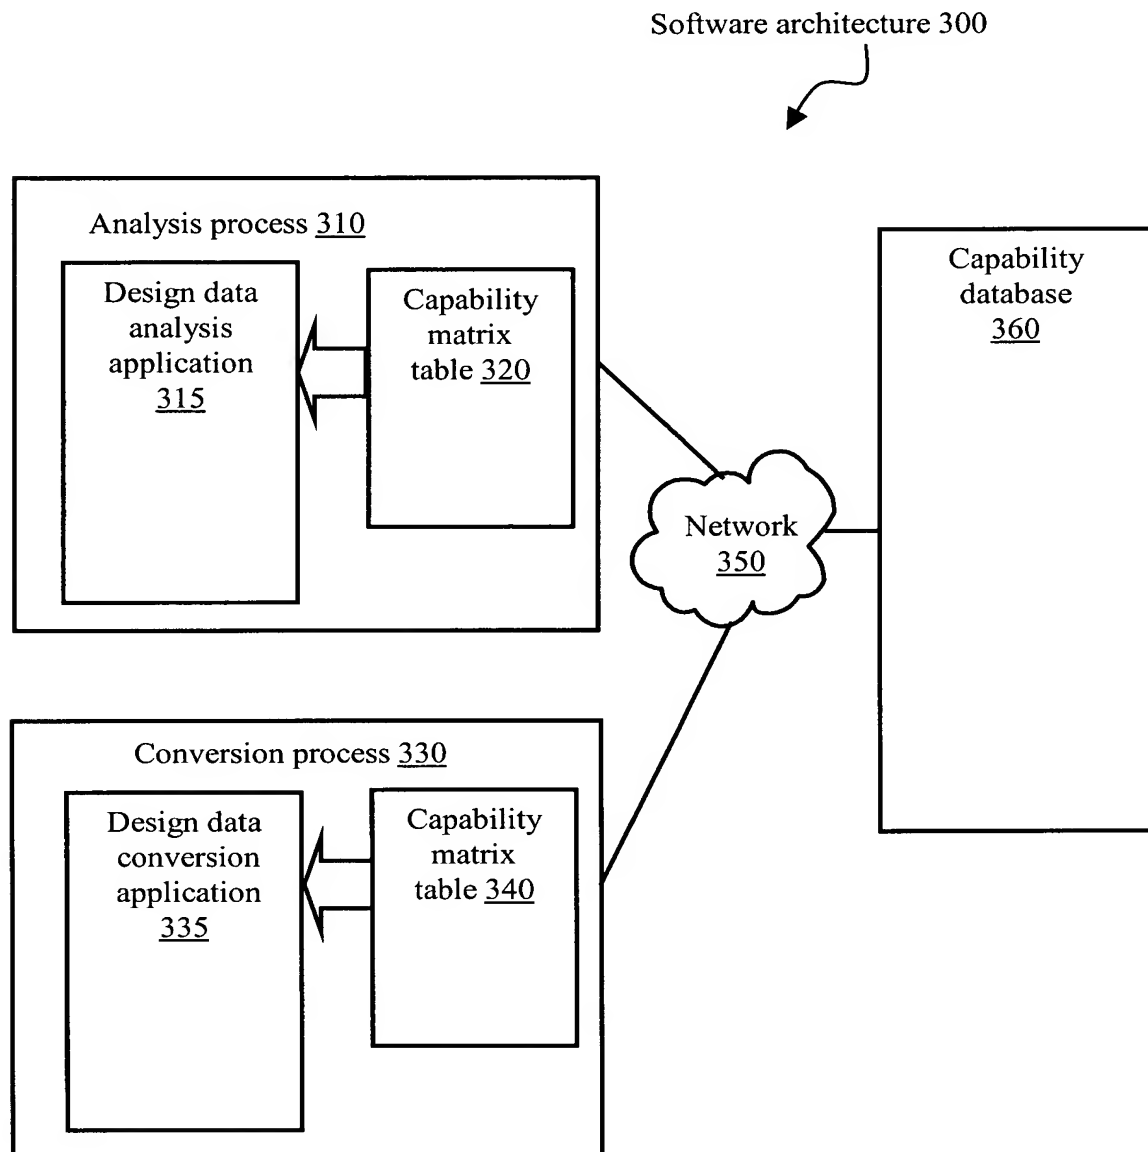 Software architecture 300
Analysis process 310
Design data
analysis
application
315
Capability
matrix
table 320
Capability
database
360
Network
350
Conversion process 330
Design data
conversion
application
335
Capability
matrix
table 340